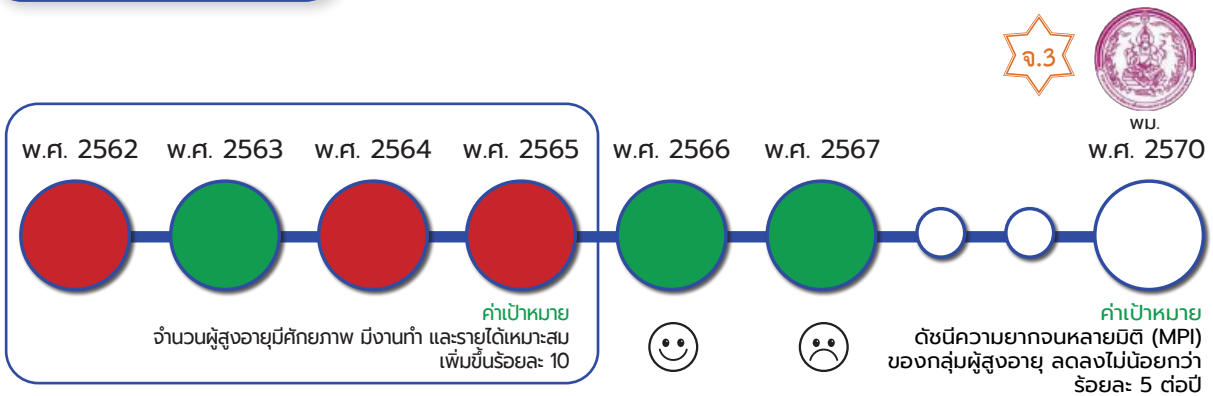 จ.3
พม.
พ.ศ. 2562 พ.ศ. 2563 พ.ศ. 2564 พ.ศ. 2565 พ.ศ. 2566 พ.ศ. 2567 พ.ศ. 2570
ค่าเป้าหมาย
จำนวนผู้สูงอายุมีศักยภาพ มีงานทำ และรายได้เหมาะสม
เพิ่มขึ้นร้อยละ 10
ค่าเป้าหมาย
ดัชนีความยากจนหลายมิติ (MPI)
ของกลุ่มผู้สูงอายุ ลดลงไม่น้อยกว่า
ร้อยละ 5 ต่อปี